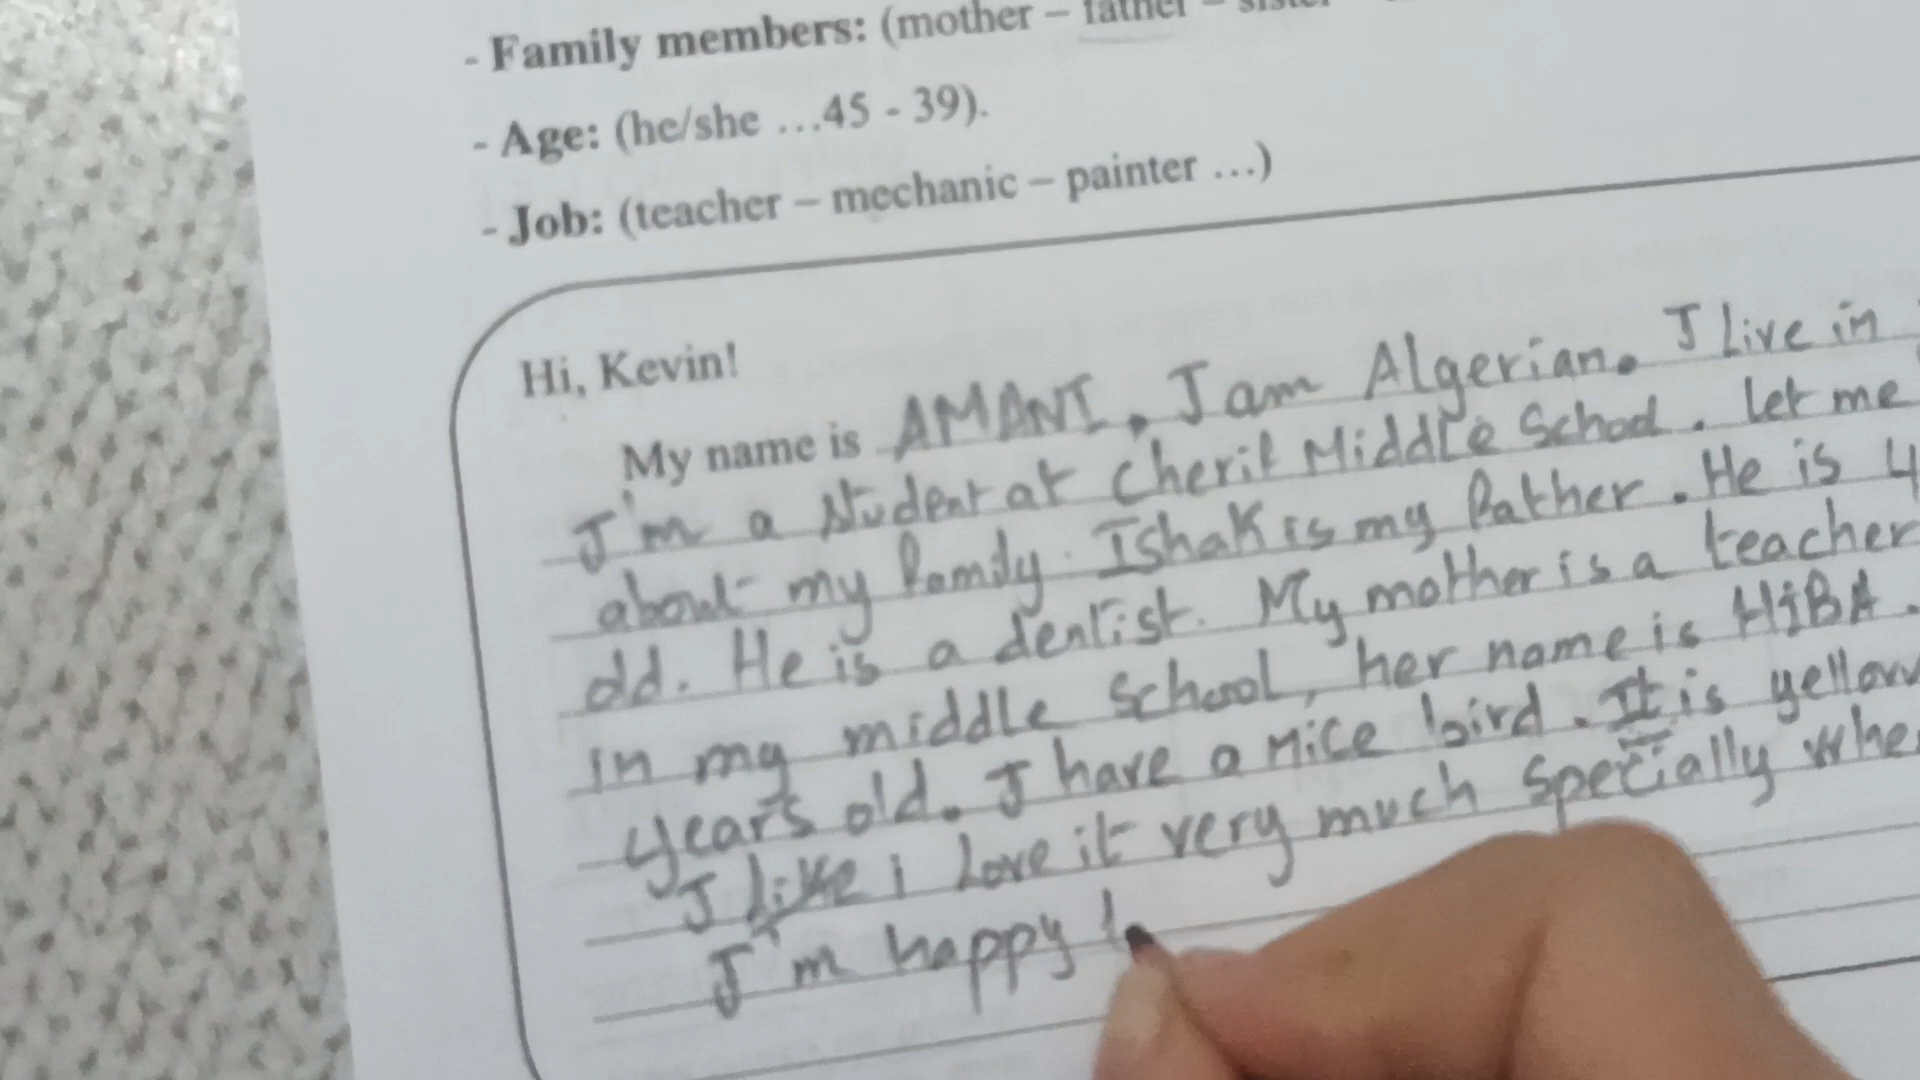 - Family members: (mother – father – sister
- Age: (he/she ...45 - 39).
- Job: (teacher – mechanic – painter ...)
Hi, Kevin!
My name is AMANI. I am Algerian. I live in
I'm a student at Cherif Middle School. let me
about my family. Ishak is my father. He is 4
old. He is a dentist. My mother is a teacher
in my middle school, her name is HiBA.
years old. I have a nice bird. It is yellow
I like i love it very much specially whe
I'm happy